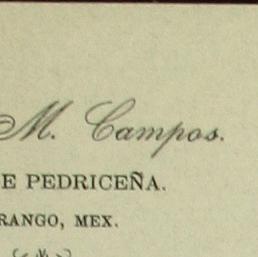 M. Campos.
E PEDRICEÑA.
RANGO, MEX.